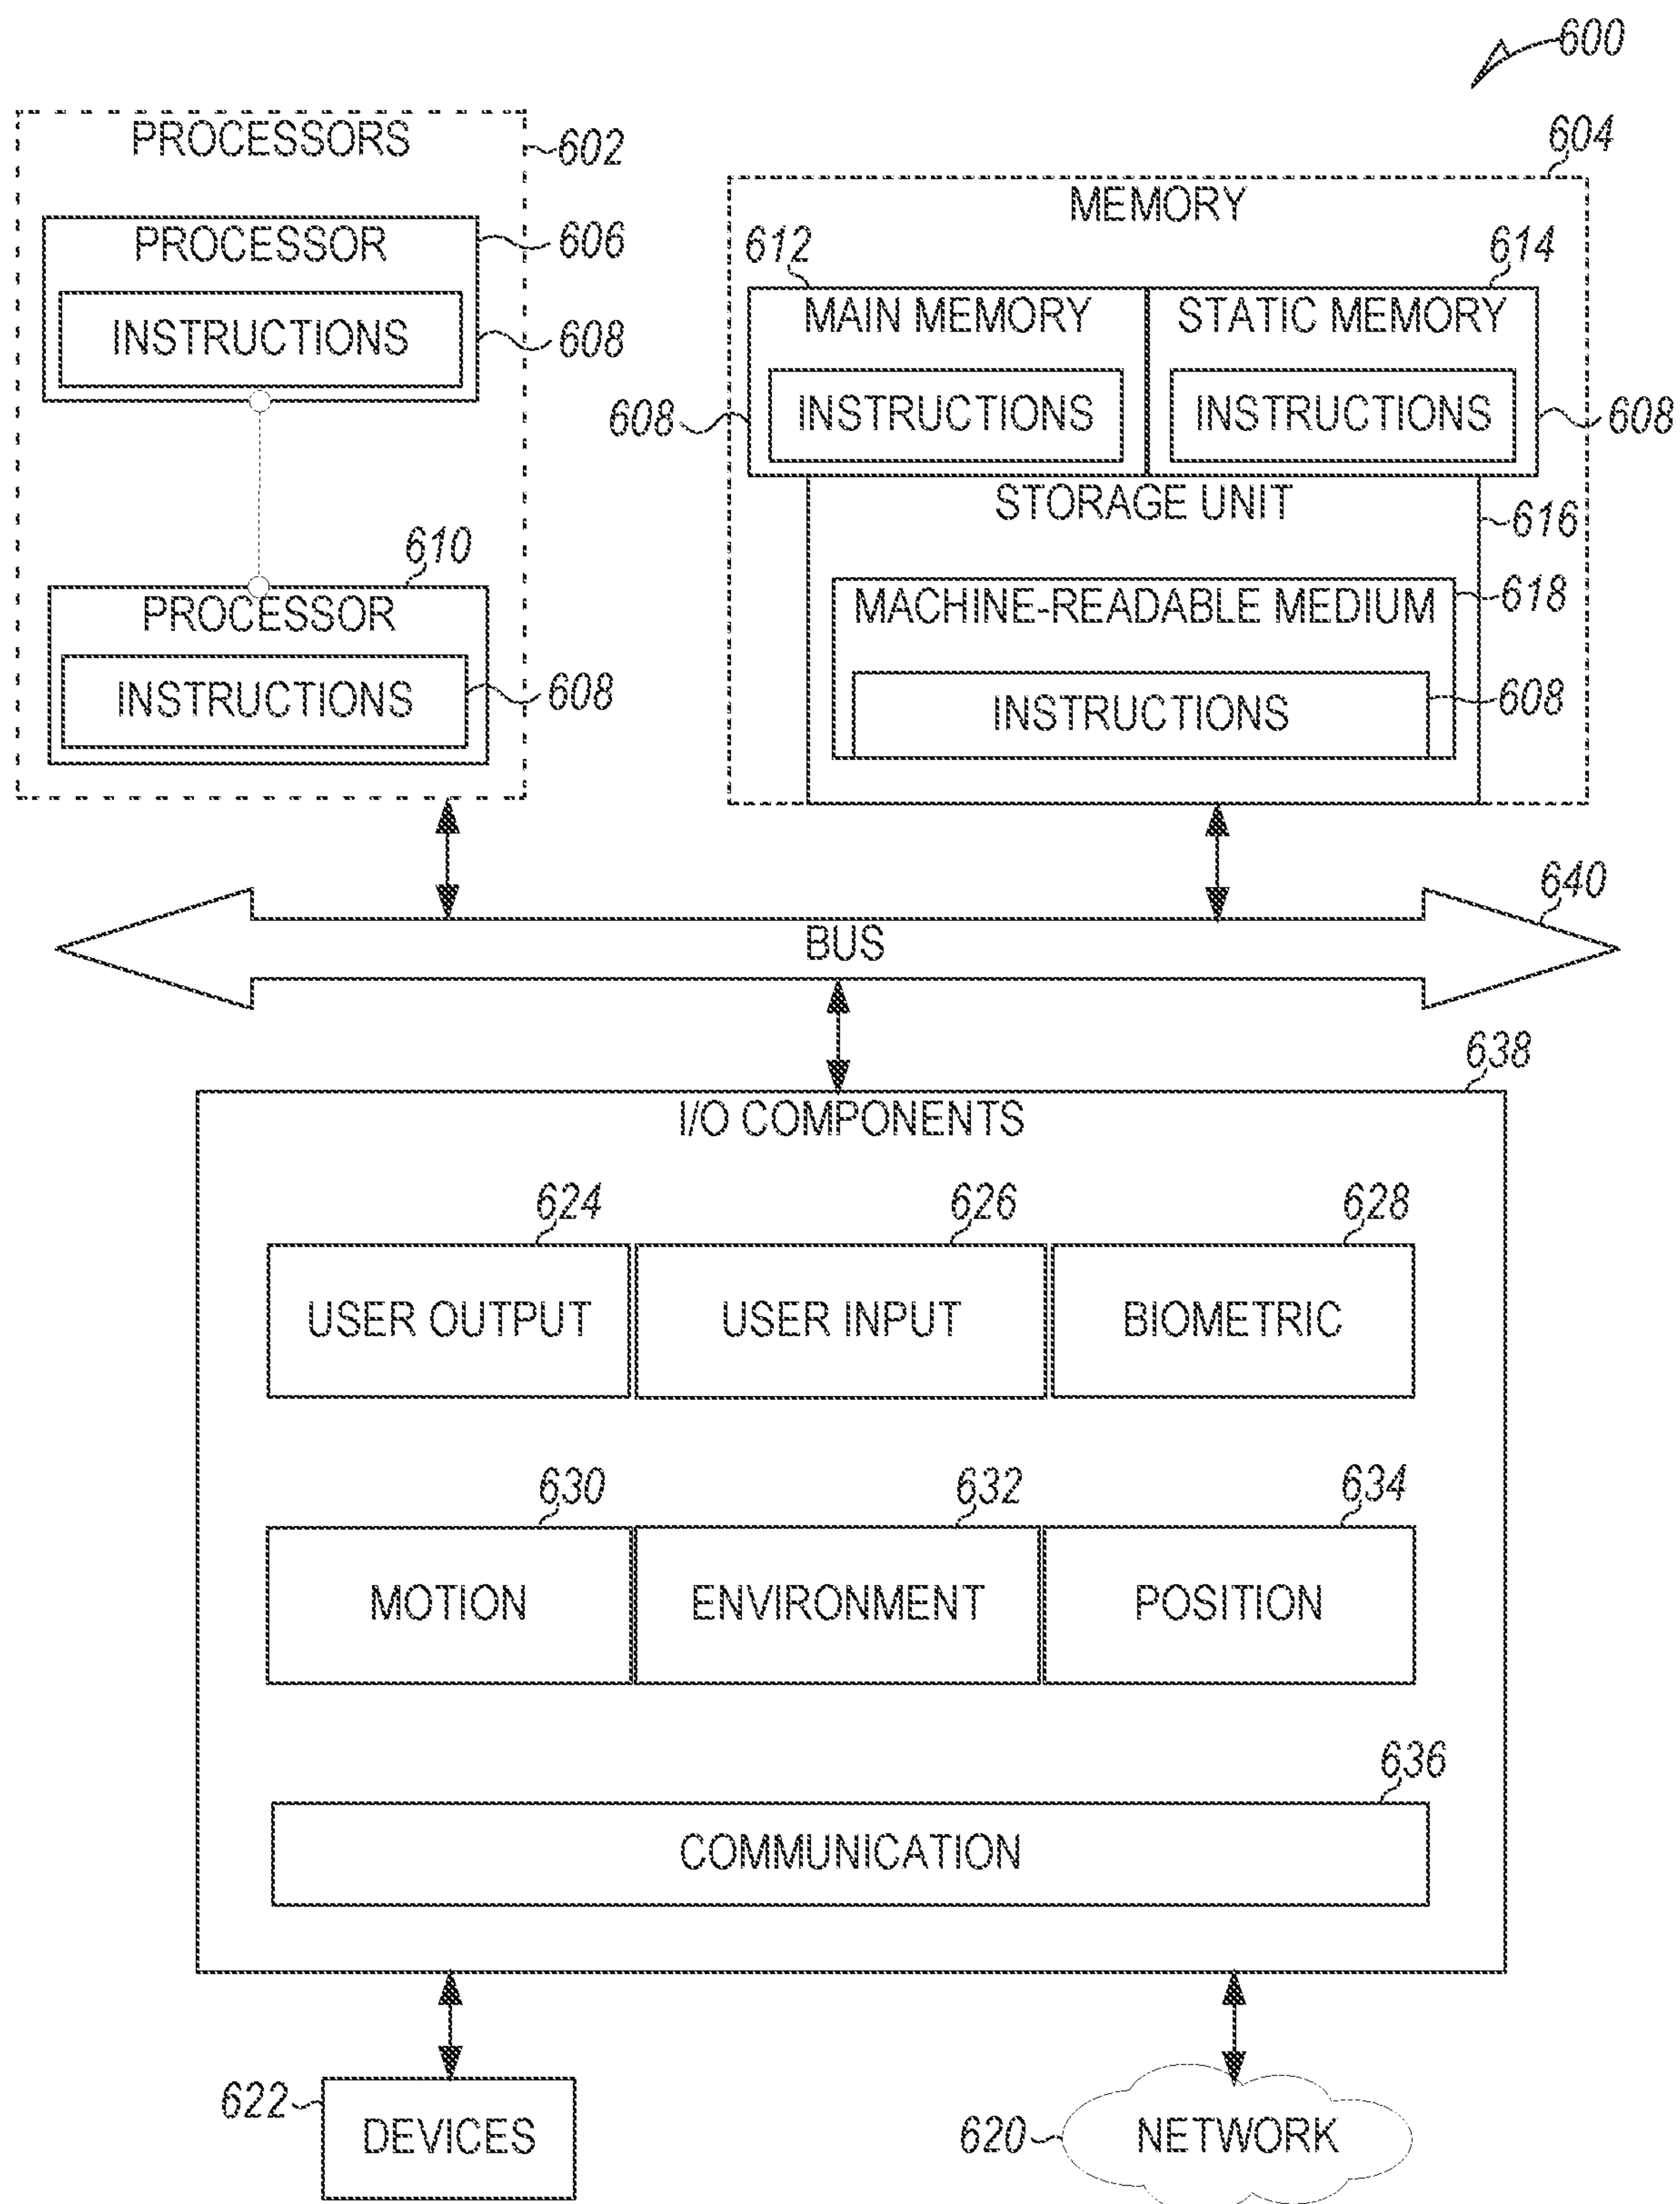 600
PROCESSORS
602
604
MEMORY
PROCESSOR
606
INSTRUCTIONS
608
612
614
MAIN MEMORY
STATIC MEMORY
608
INSTRUCTIONS
INSTRUCTIONS
608
STORAGE UNIT
616
610
PROCESSOR
INSTRUCTIONS
608
MACHINE-READABLE MEDIUM
618
INSTRUCTIONS
608
640
BUS
638
I/O COMPONENTS
624
626
628
USER OUTPUT
USER INPUT
BIOMETRIC
630
632
634
MOTION
ENVIRONMENT
POSITION
636
COMMUNICATION
622
DEVICES
620
NETWORK